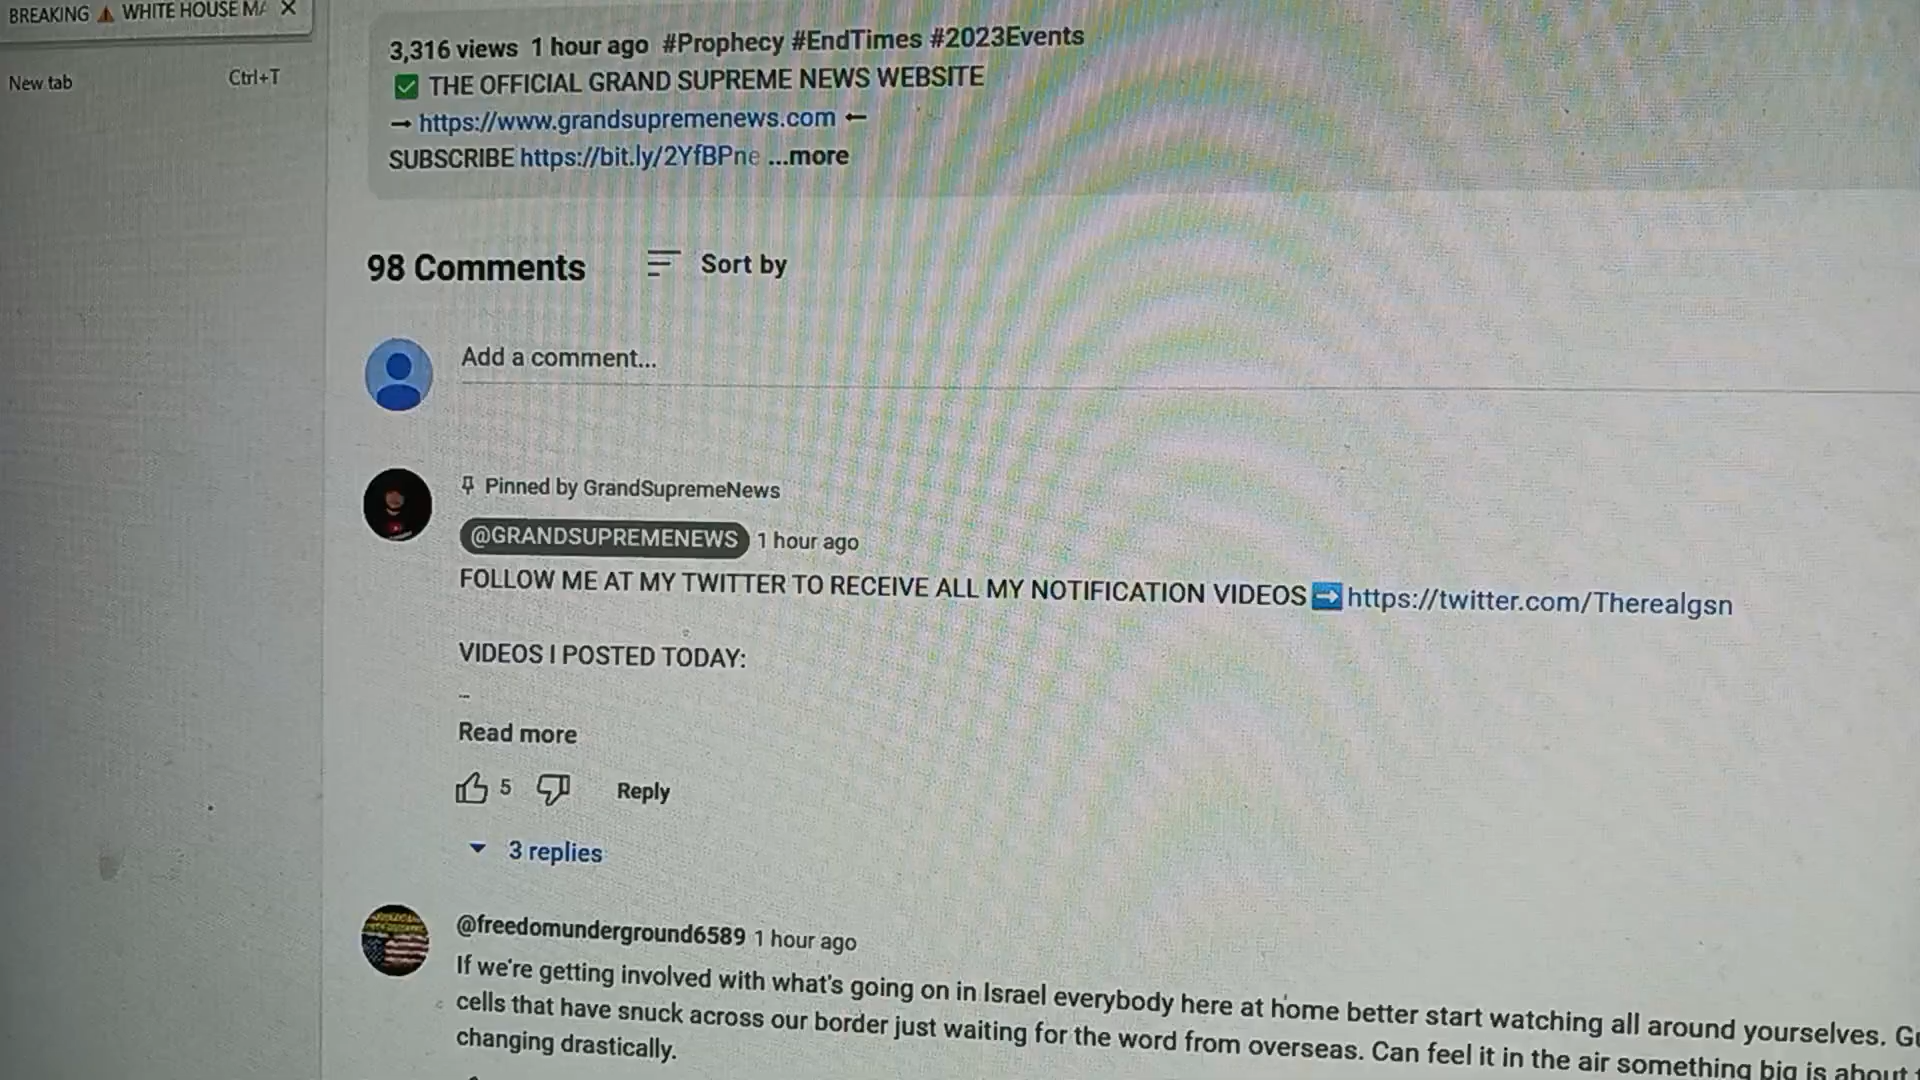 BREAKING ⚠ WHITE HOUSE MA ✕
New tab Ctrl+T
3,316 views 1 hour ago #Prophecy #EndTimes #2023Events
✅ THE OFFICIAL GRAND SUPREME NEWS WEBSITE
→ https://www.grandsupremenews.com ←
SUBSCRIBE https://bit.ly/2YfBPne ...more
98 Comments Sort by
Add a comment...
Pinned by GrandSupremeNews
@GRANDSUPREMENEWS 1 hour ago
FOLLOW ME AT MY TWITTER TO RECEIVE ALL MY NOTIFICATION VIDEOS ➡ https://twitter.com/Therealgsn
VIDEOS I POSTED TODAY:
--
Read more
5 Reply
3 replies
@freedomunderground6589 1 hour ago
If we're getting involved with what's going on in Israel everybody here at home better start watching all around yourselves.
cells that have snuck across our border just waiting for the word from overseas. Can feel it in the air something big is about
changing drastically.